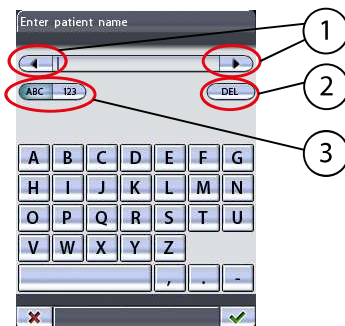 Enter patient name
1
ABC 123 DEL
2
3
A B C D E F G
H I J K L M N
O P Q R S T U
V W X Y Z
, . -